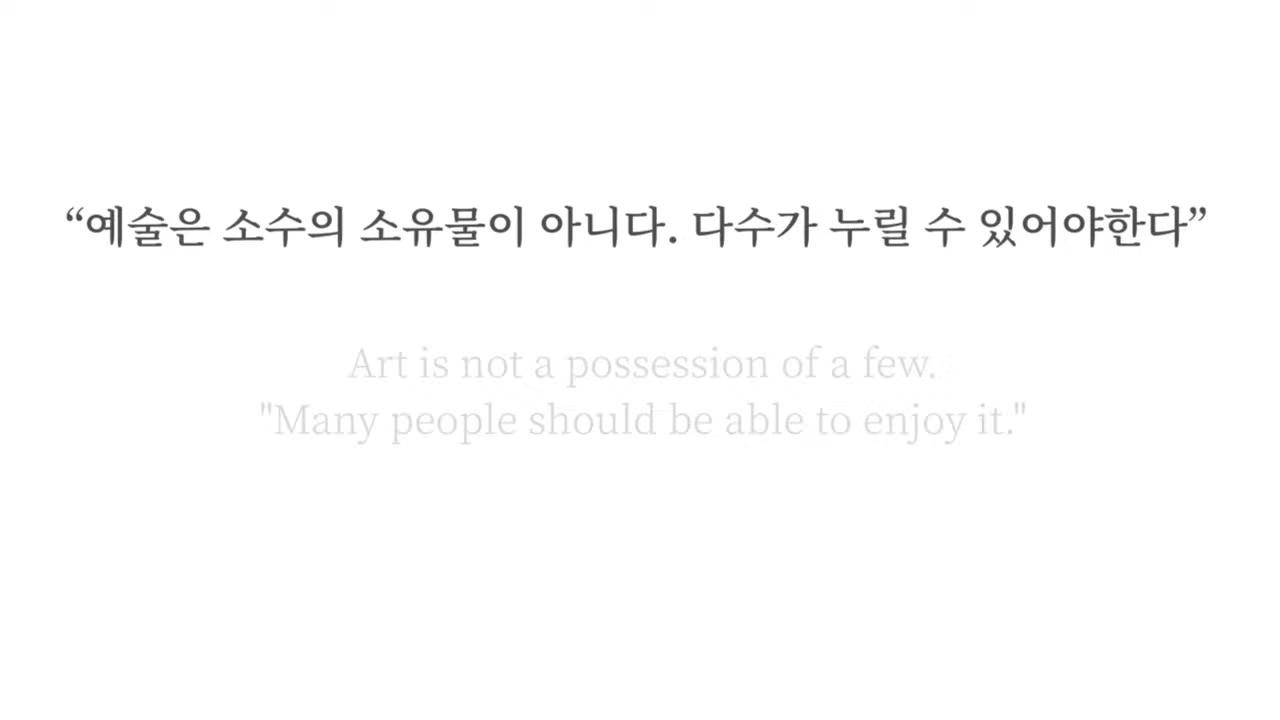 “예술은 소수의 소유물이 아니다. 다수가 누릴 수 있어야한다”
Art is not a possession of a few.
"Many people should be able to enjoy it."